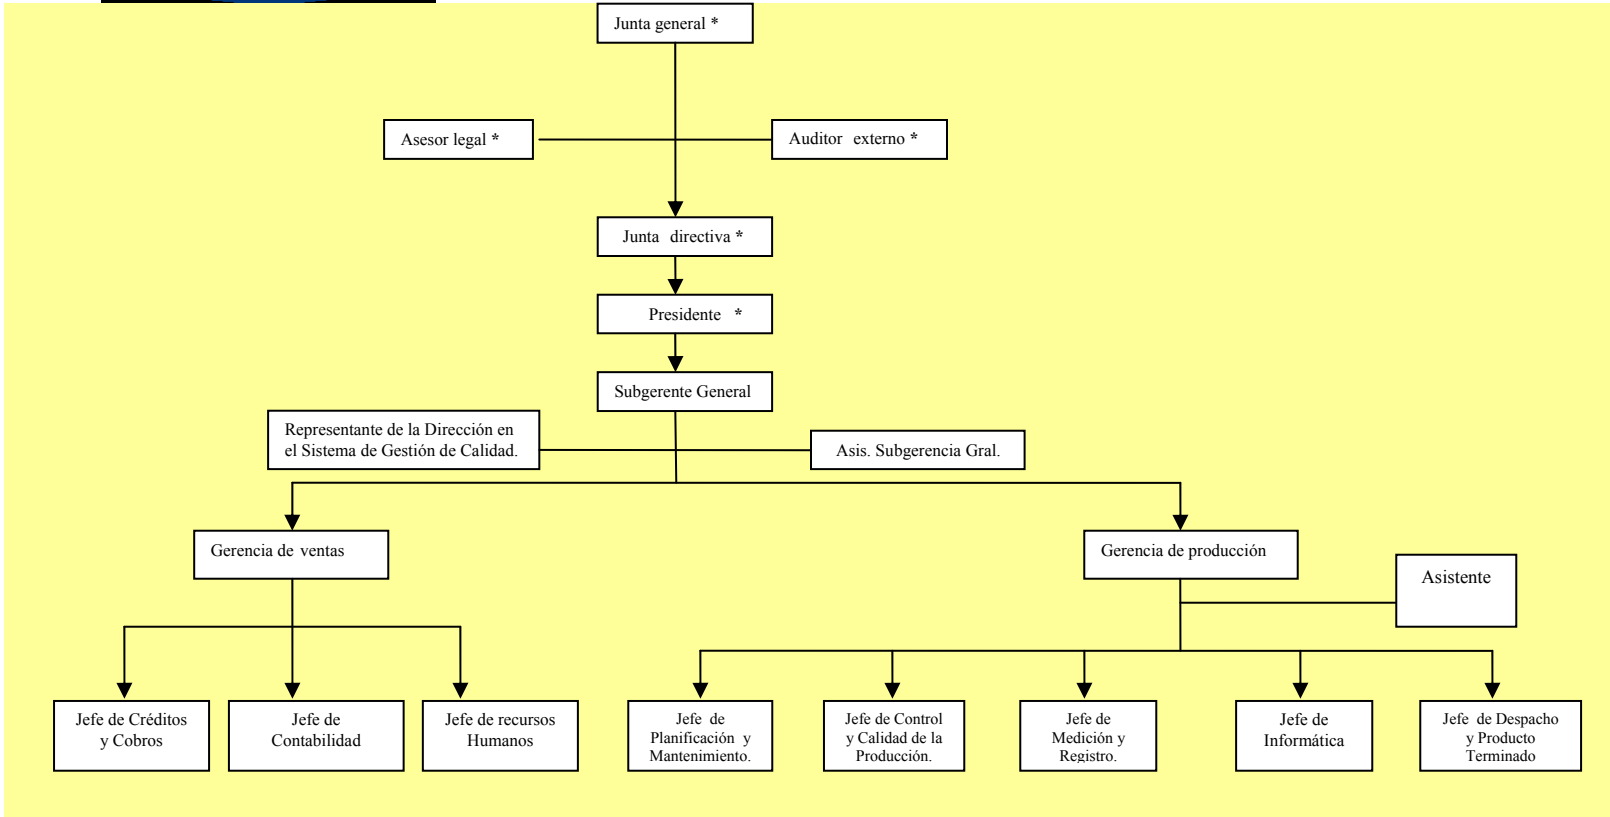 Junta general *
Asesor legal *
Auditor externo *
Junta directiva *
Presidente *
Subgerente General
Representante de la Dirección en
el Sistema de Gestión de Calidad.
Asis. Subgerencia Gral.
Gerencia de ventas
Gerencia de producción
Asistente
Jefe de Créditos
y Cobros
Jefe de
Contabilidad
Jefe de recursos
Humanos
Jefe de
Planificación y
Mantenimiento.
Jefe de Control
y Calidad de la
Producción.
Jefe de
Medición y
Registro.
Jefe de
Informática
Jefe de Despacho
y Producto
Terminado